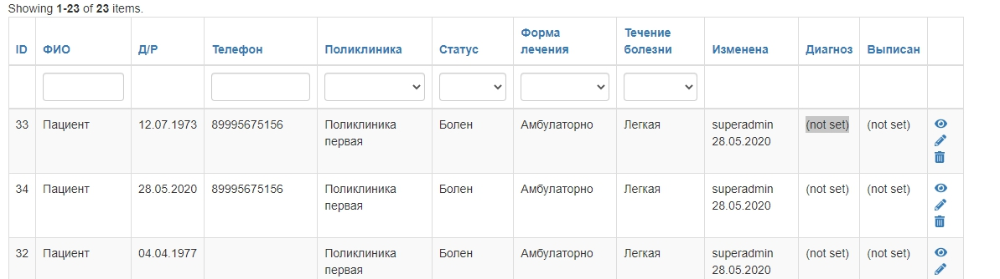 Showing 1-23 of 23 items.
ID ФИО Д/Р Телефон Поликлиника Статус Форма лечения Течение болезни Изменена Диагноз Выписан
33 Пациент 12.07.1973 89995675156 Поликлиника Болен Амбулаторно Легкая superadmin (not set) (not set)
первая 28.05.2020
34 Пациент 28.05.2020 89995675156 Поликлиника Болен Амбулаторно Легкая superadmin (not set) (not set)
первая 28.05.2020
32 Пациент 04.04.1977 Поликлиника Болен Амбулаторно Легкая superadmin (not set) (not set)
первая 28.05.2020